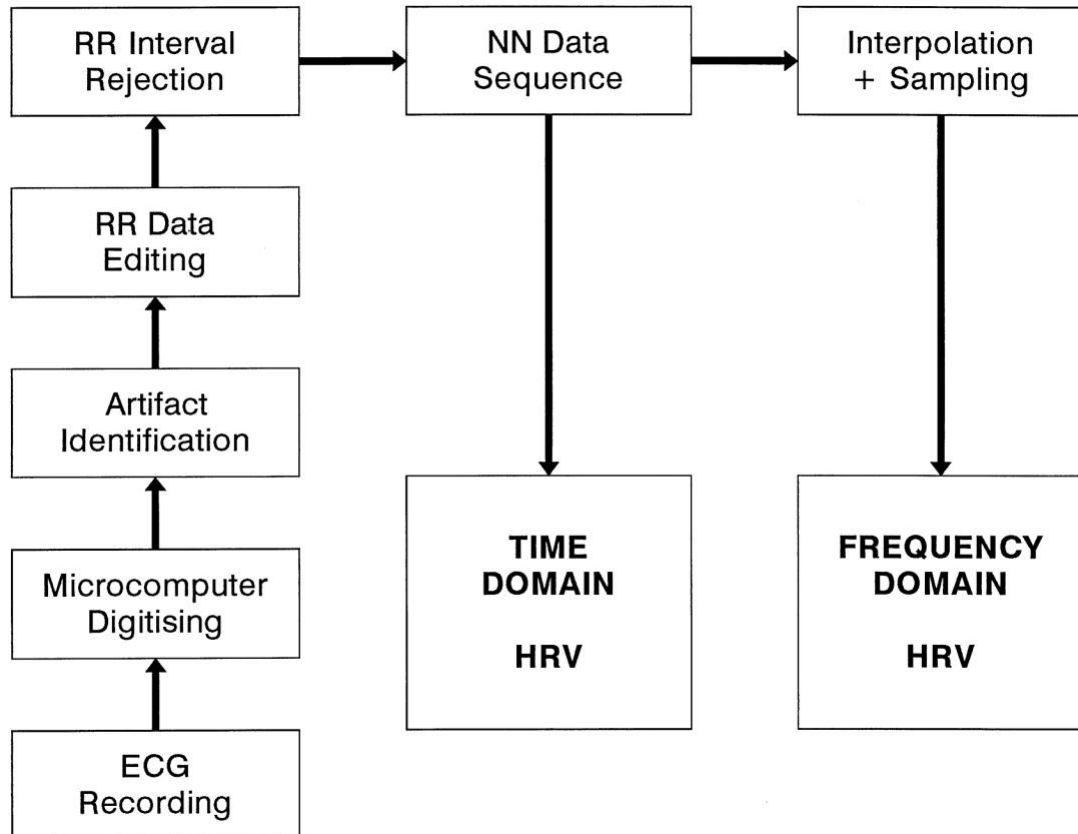 RR Interval
Rejection
NN Data
Sequence
Interpolation
+ Sampling
RR Data
Editing
Artifact
Identification
Microcomputer
Digitising
ECG
Recording
TIME
DOMAIN
HRV
FREQUENCY
DOMAIN
HRV